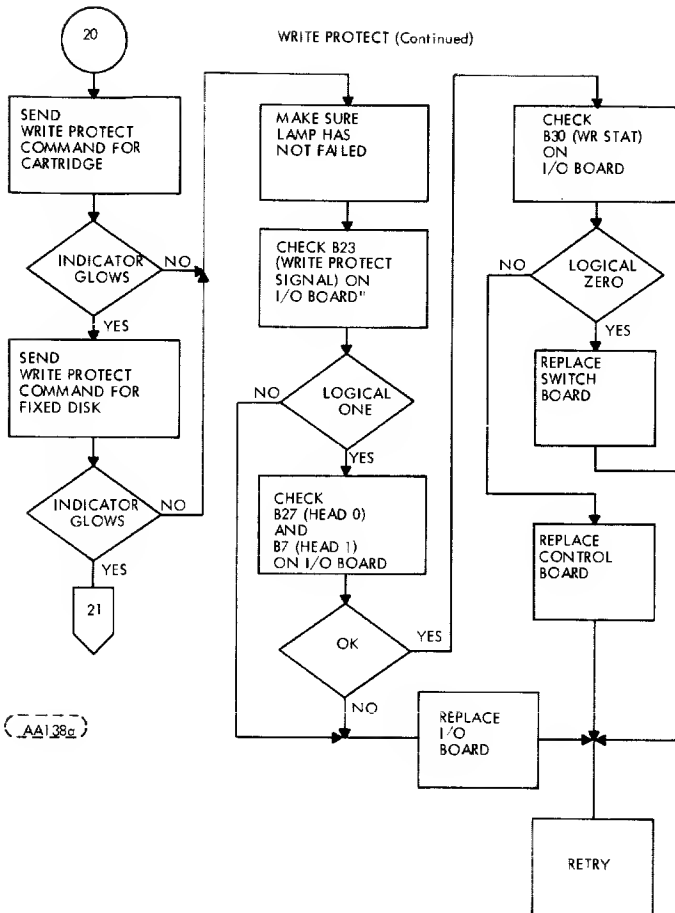 WRITE PROTECT (Continued)
20
SEND
WRITE PROTECT
COMMAND FOR
CARTRIDGE
INDICATOR
GLOWS
NO
YES
SEND
WRITE PROTECT
COMMAND FOR
FIXED DISK
INDICATOR
GLOWS
NO
YES
21
AA138a
MAKE SURE
LAMP HAS
NOT FAILED
CHECK B23
(WRITE PROTECT
SIGNAL) ON
I/O BOARD"
LOGICAL
ONE
NO
YES
CHECK
B27 (HEAD 0)
AND
B7 (HEAD 1)
ON I/O BOARD
OK
YES
NO
REPLACE
I/O
BOARD
CHECK
B30 (WR STAT)
ON
I/O BOARD
LOGICAL
ZERO
NO
YES
REPLACE
SWITCH
BOARD
REPLACE
CONTROL
BOARD
RETRY